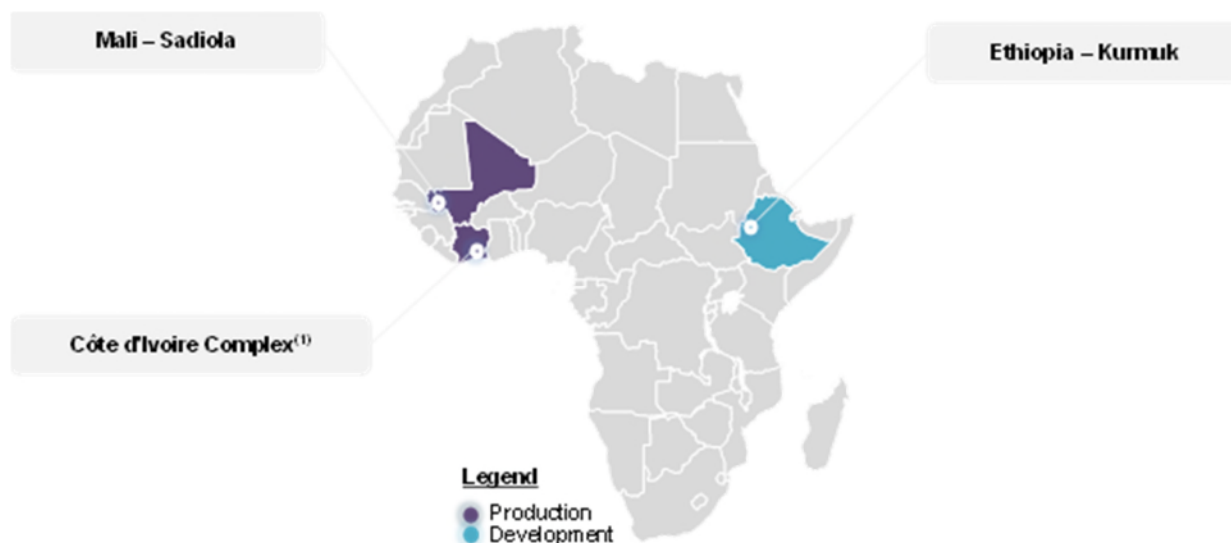 Mali – Sadiola
Ethiopia – Kurmuk
Côte d'Ivoire Complex(1)
Legend
Production
Development